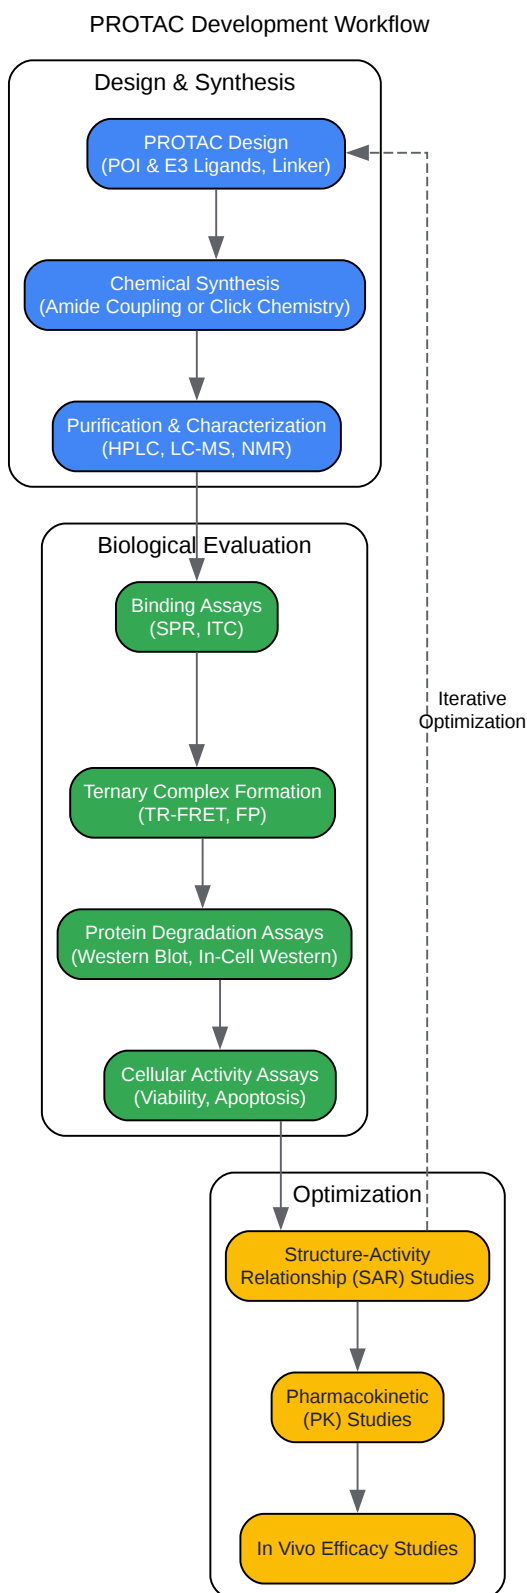 PROTAC Development Workflow
Design & Synthesis
PROTAC Design
(POI & E3 Ligands, Linker)
Chemical Synthesis
(Amide Coupling or Click Chemistry)
Purification & Characterization
(HPLC, LC-MS, NMR)
Biological Evaluation
Binding Assays
(SPR, ITC)
Iterative
Optimization
Ternary Complex Formation
(TR-FRET, FP)
Protein Degradation Assays
(Western Blot, In-Cell Western)
Cellular Activity Assays
(Viability, Apoptosis)
Optimization
Structure-Activity
Relationship (SAR) Studies
Pharmacokinetic
(PK) Studies
In Vivo Efficacy Studies